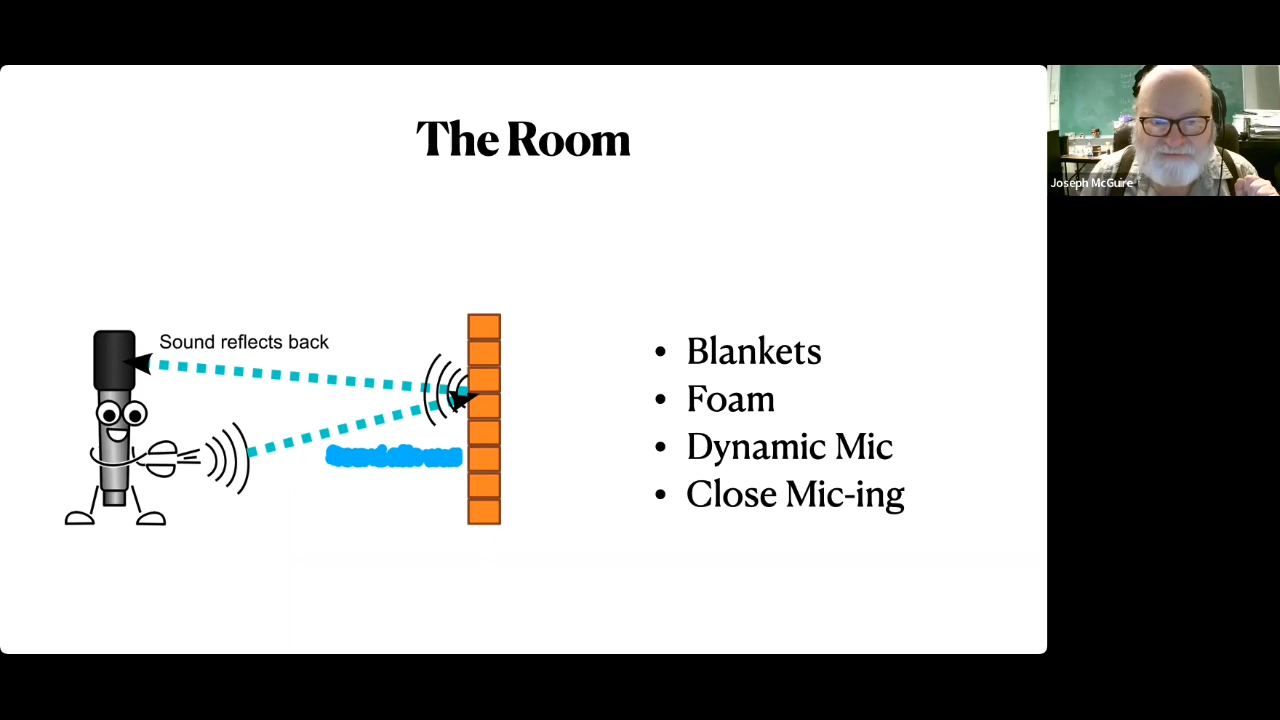 The Room
Sound reflects back
• Blankets
• Foam
• Dynamic Mic
• Close Mic-ing
Joseph McGuire